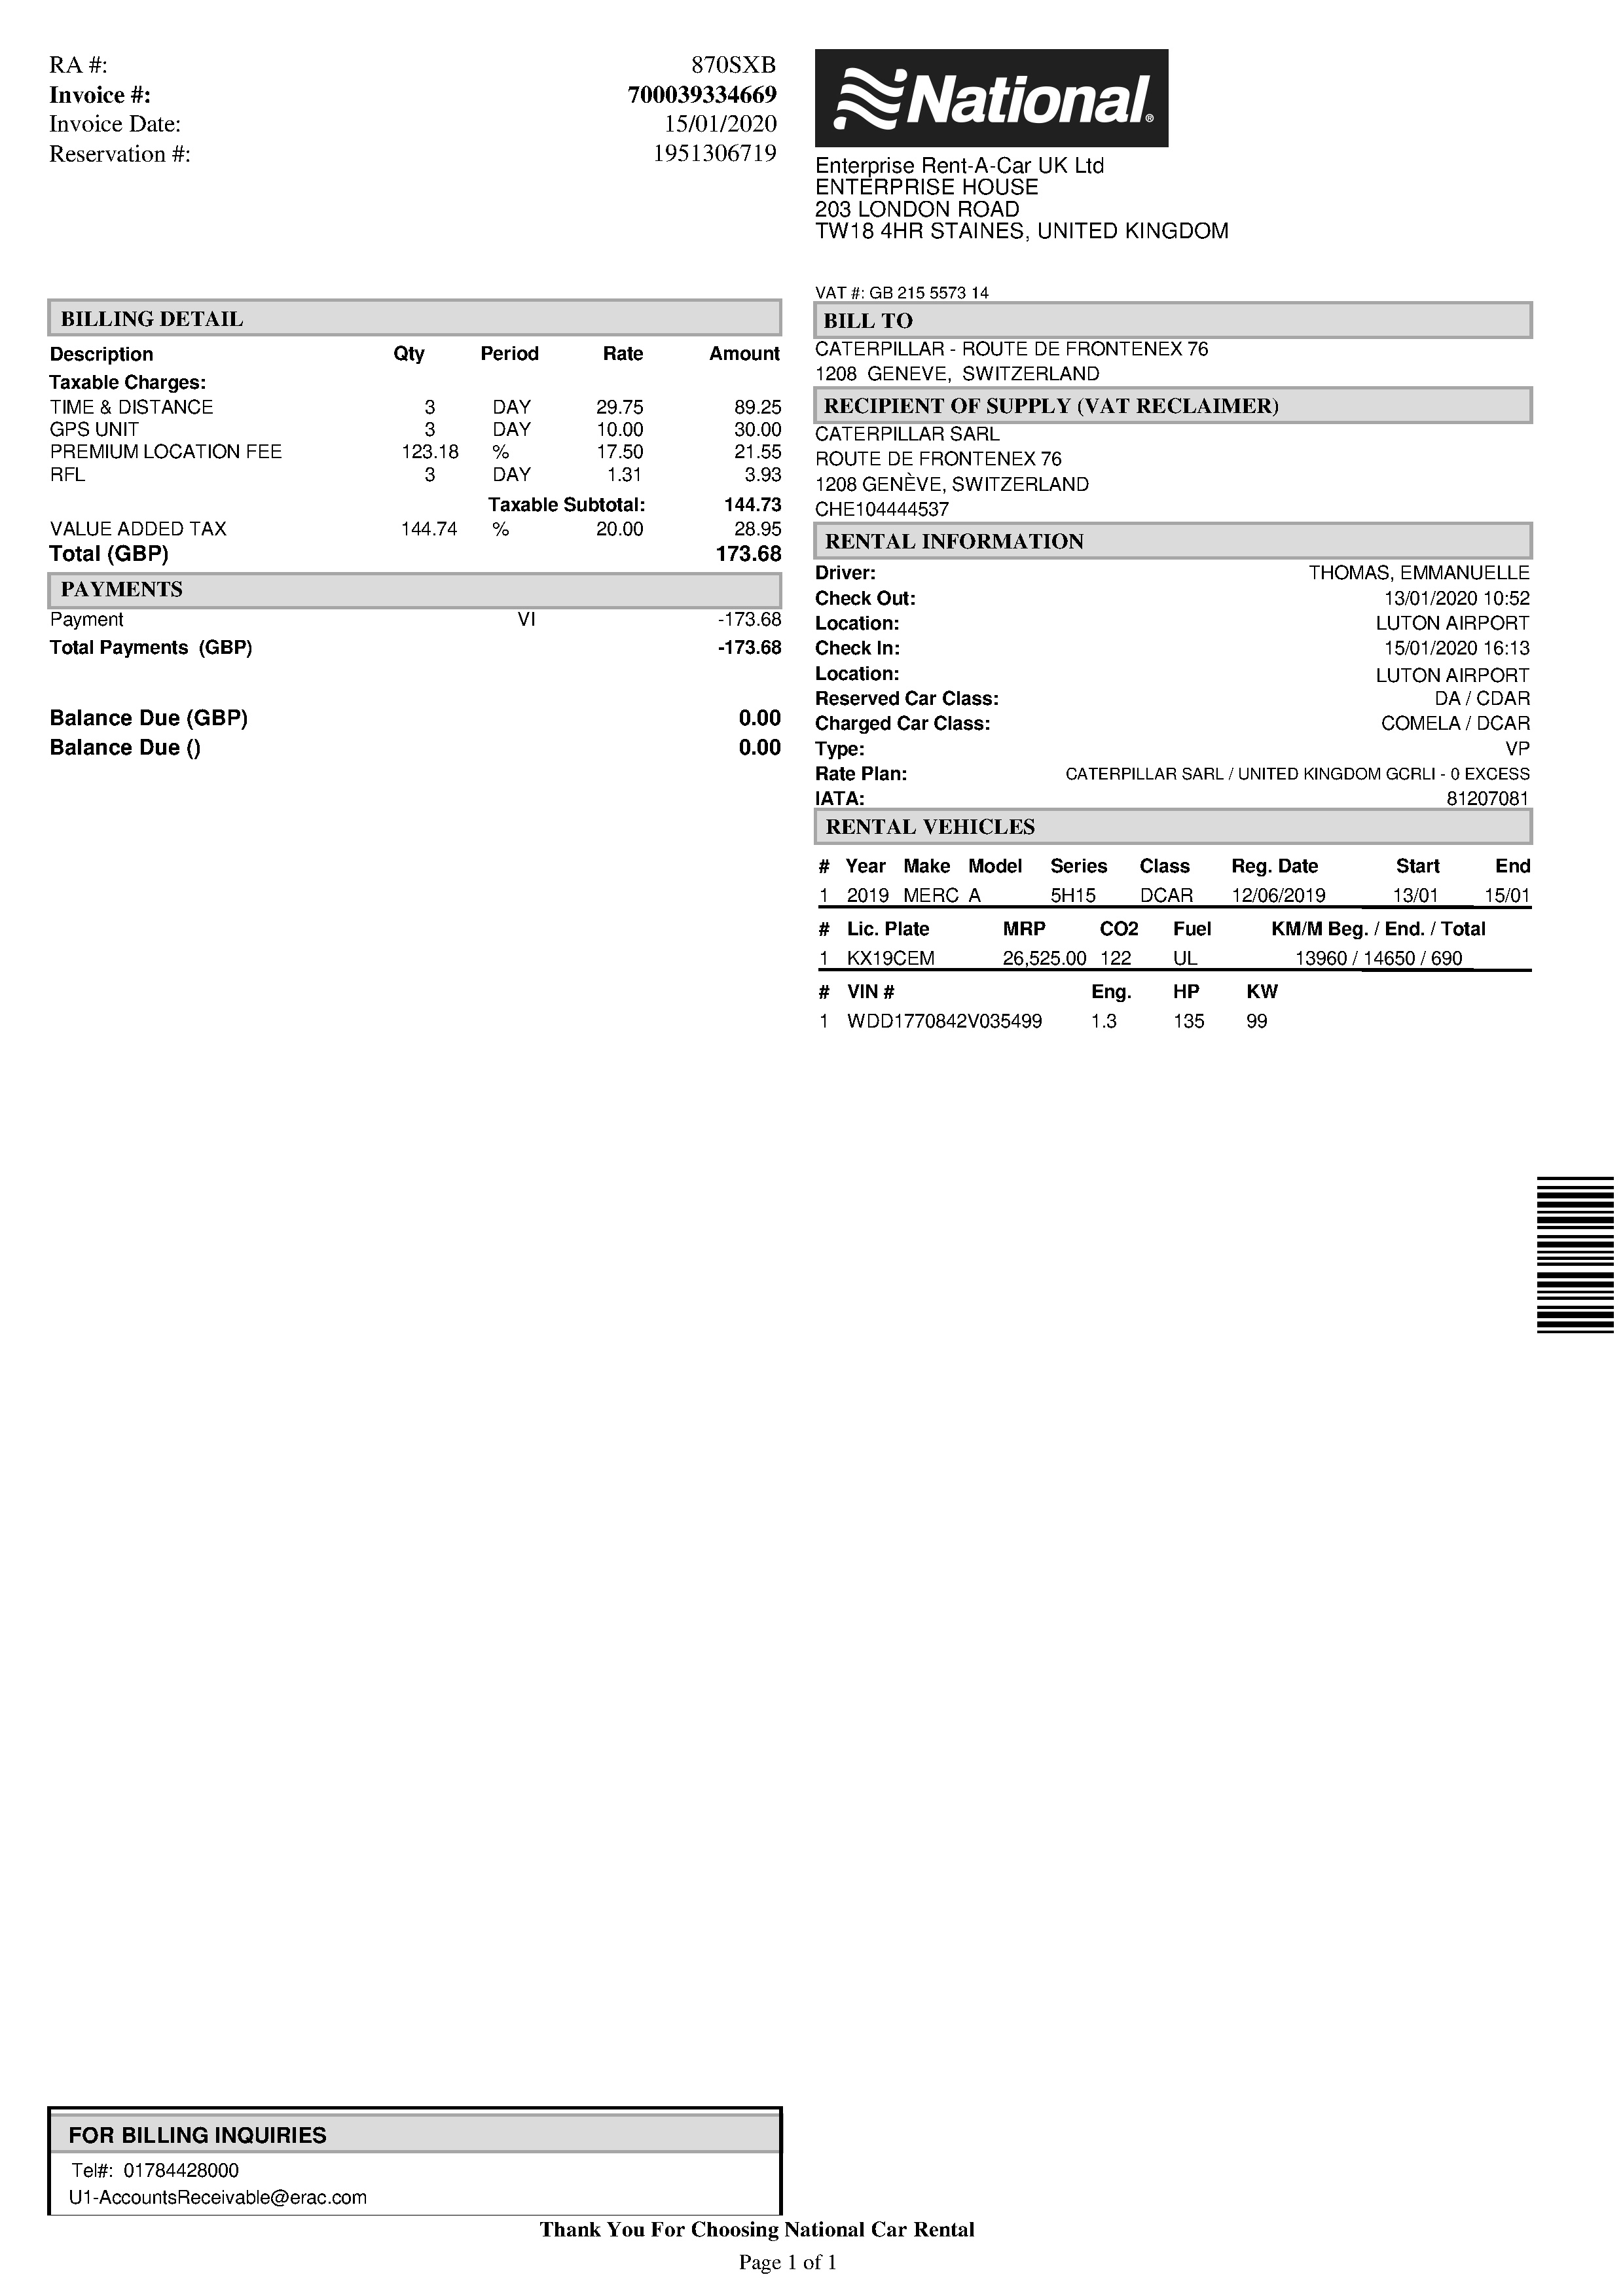 RA #: 870SXB
Invoice #: 700039334669
Invoice Date: 15/01/2020
Reservation #: 1951306719
National®
Enterprise Rent-A-Car UK Ltd
ENTERPRISE HOUSE
203 LONDON ROAD
TW18 4HR STAINES, UNITED KINGDOM
VAT #: GB 215 5573 14
BILLING DETAIL
Description Qty Period Rate Amount
Taxable Charges:
TIME & DISTANCE 3 DAY 29.75 89.25
GPS UNIT 3 DAY 10.00 30.00
PREMIUM LOCATION FEE 123.18 % 17.50 21.55
RFL 3 DAY 1.31 3.93
Taxable Subtotal: 144.73
VALUE ADDED TAX 144.74 % 20.00 28.95
Total (GBP) 173.68
PAYMENTS
Payment VI -173.68
Total Payments (GBP) -173.68
Balance Due (GBP) 0.00
Balance Due () 0.00
BILL TO
CATERPILLAR - ROUTE DE FRONTENEX 76
1208 GENEVE, SWITZERLAND
RECIPIENT OF SUPPLY (VAT RECLAIMER)
CATERPILLAR SARL
ROUTE DE FRONTENEX 76
1208 GENÈVE, SWITZERLAND
CHE104444537
RENTAL INFORMATION
Driver: THOMAS, EMMANUELLE
Check Out: 13/01/2020 10:52
Location: LUTON AIRPORT
Check In: 15/01/2020 16:13
Location: LUTON AIRPORT
Reserved Car Class: DA / CDAR
Charged Car Class: COMELA / DCAR
Type: VP
Rate Plan: CATERPILLAR SARL / UNITED KINGDOM GCRLI - 0 EXCESS
IATA: 81207081
RENTAL VEHICLES
# Year Make Model Series Class Reg. Date Start End
1 2019 MERC A 5H15 DCAR 12/06/2019 13/01 15/01
# Lic. Plate MRP CO2 Fuel KM/M Beg. / End. / Total
1 KX19CEM 26,525.00 122 UL 13960 / 14650 / 690
# VIN # Eng. HP KW
1 WDD1770842V035499 1.3 135 99
FOR BILLING INQUIRIES
Tel#: 01784428000
U1-AccountsReceivable@erac.com
Thank You For Choosing National Car Rental
Page 1 of 1